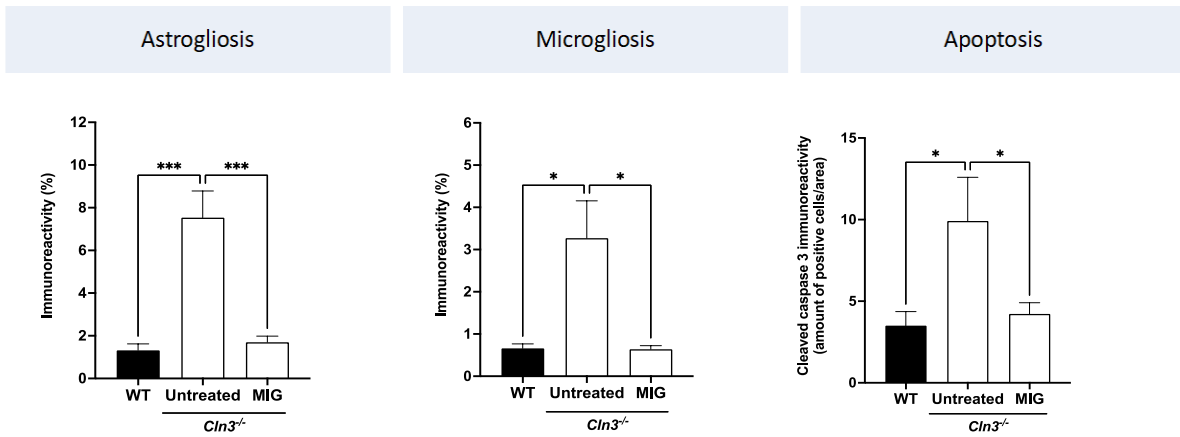 Astrogliosis
Microgliosis
Apoptosis
Immunoreactivity (%)
12
10
8
6
4
2
0
***
***
WT
Untreated
MIG
Cln3-/-
Immunoreactivity (%)
6
5
4
3
2
1
0
*
*
WT
Untreated
MIG
Cln3-/-
Cleaved caspase 3 immunoreactivity
(amount of positive cells/area)
15
10
5
0
*
*
WT
Untreated
MIG
Cln3-/-